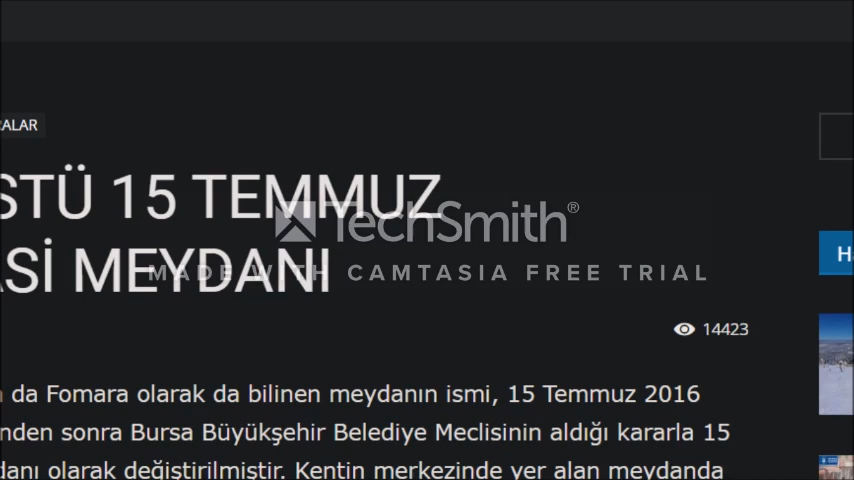 ALAR
STÜ 15 TEMMUZ
TechSmith®
Sİ MEYDANI
MADE WITH CAMTASIA FREE TRIAL
14423
da Fomara olarak da bilinen meydanın ismi, 15 Temmuz 2016
nden sonra Bursa Büyükşehir Belediye Meclisinin aldığı kararla 15
danı olarak değiştirilmiştir. Kentin merkezinde yer alan meydanda
H